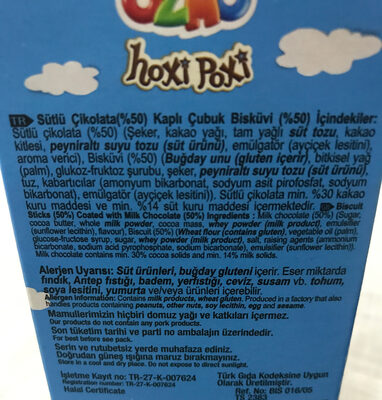 OZMO
hoxi Poxi
TR Sütlü Çikolata(%50) Kaplı Çubuk Bisküvi (%50) İçindekiler:
Sütlü çikolata (%50) (Şeker, kakao yağı, tam yağlı süt tozu, kakao
kitlesi, peyniraltı suyu tozu (süt ürünü), emülgatör (ayçiçek lesitini),
aroma verici), Bisküvi (%50) (Buğday unu (gluten içerir), bitkisel yağ
(palm), glukoz-fruktoz şurubu, şeker, peyniraltı suyu tozu (süt ürünü),
tuz, kabartıcılar (amonyum bikarbonat, sodyum asit pirofosfat, sodyum
bikarbonat), emülgatör (ayçiçek lesitini)). Sütlü çikolata min. %30 kakao
kuru maddesi ve min. %14 süt kuru maddesi içermektedir. Biscuit
Sticks (50%) Coated with Milk Chocolate (50%) Ingredients : Milk chocolate (50%) (Sugar,
cocoa butter, whole milk powder, cocoa mass, whey powder (milk product), emulsifier
(sunflower lecithin), flavour), Biscuit (50%) (Wheat flour (contains gluten), vegetable oil (palm),
glucose-fructose syrup, sugar, whey powder (milk product), salt, raising agents (ammonium
bicarbonate, sodium acid pyrophosphate, sodium bicarbonate), emulsifier (sunflower lecithin)).
Milk chocolate contains min. 30% cocoa solids and min. 14% milk solids.
Alerjen Uyarısı: Süt ürünleri, buğday gluteni içerir. Eser miktarda
fındık, Antep fıstığı, badem, yerfıstığı, ceviz, susam vb. tohum,
soya lesitini, yumurta ve/veya ürünleri içerebilir.
Allergen Information: Contains milk products, wheat gluten. Produced in a factory that also
handles products containing peanuts, other nuts, soy lecithin, egg and sesame.
Mamullerimizin hiçbiri domuz yağı ve katkıları içermez.
Our products do not contain any pork products.
Son tüketim tarihi ve parti no ambalajın üzerindedir.
For best before see pack.
Serin ve rutubetsiz yerde muhafaza ediniz.
Doğrudan güneş ışığına maruz bırakmayınız.
Store in a cool and dry place. Do not expose to direct sunlight.
İşletme Kayıt no: TR-27-K-007624
Registration number: TR-27-K-007624
Halal Certificate
Türk Gıda Kodeksine Uygun
Olarak Üretilmiştir.
Ref. No: BIS 016/05
TS 2383